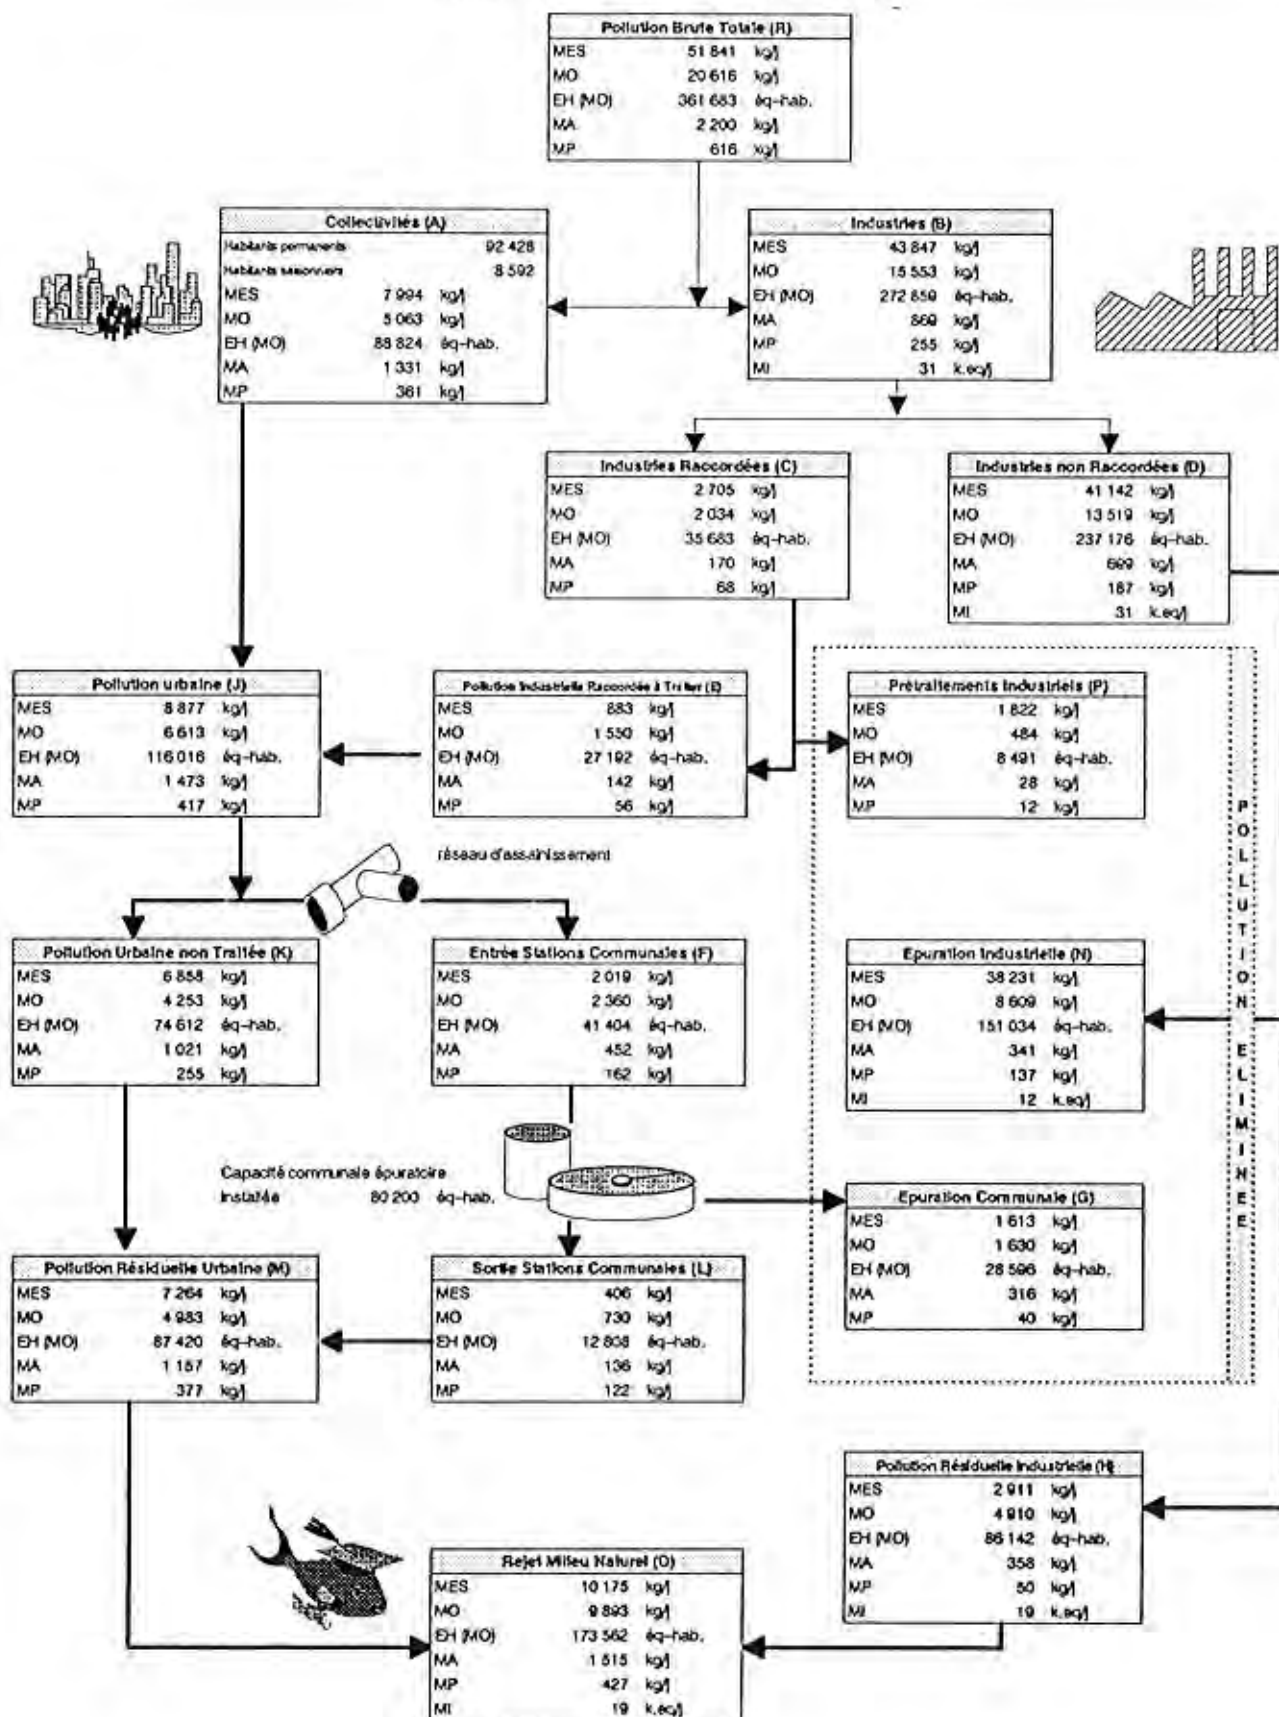 Pollution Brute Totale (R)
MES 51 841 kg/j
MO 20 616 kg/j
EH (MO) 361 683 éq-hab.
MA 2 200 kg/j
MP 616 kg/j
Collectivités (A)
Habitants permanents 92 428
Habitants saisonniers 8 592
MES 7 994 kg/j
MO 5 063 kg/j
EH (MO) 88 824 éq-hab.
MA 1 331 kg/j
MP 361 kg/j
Industries (B)
MES 43 847 kg/j
MO 15 553 kg/j
EH (MO) 272 859 éq-hab.
MA 869 kg/j
MP 255 kg/j
MI 31 k.eq/j
Industries Raccordées (C)
MES 2 705 kg/j
MO 2 034 kg/j
EH (MO) 35 683 éq-hab.
MA 170 kg/j
MP 68 kg/j
Industries non Raccordées (D)
MES 41 142 kg/j
MO 13 519 kg/j
EH (MO) 237 176 éq-hab.
MA 699 kg/j
MP 187 kg/j
MI 31 k.eq/j
Pollution urbaine (J)
MES 8 877 kg/j
MO 6 613 kg/j
EH (MO) 116 016 éq-hab.
MA 1 473 kg/j
MP 417 kg/j
Pollution Industrielle Raccordée à Traiter (E)
MES 883 kg/j
MO 1 550 kg/j
EH (MO) 27 192 éq-hab.
MA 142 kg/j
MP 56 kg/j
Prétraitements Industriels (P)
MES 1 822 kg/j
MO 484 kg/j
EH (MO) 8 491 éq-hab.
MA 28 kg/j
MP 12 kg/j
POLLUTION ELIMINEE
réseau d'assainissement
Pollution Urbaine non Traitée (K)
MES 6 858 kg/j
MO 4 253 kg/j
EH (MO) 74 612 éq-hab.
MA 1 021 kg/j
MP 255 kg/j
Entrée Stations Communales (F)
MES 2 019 kg/j
MO 2 360 kg/j
EH (MO) 41 404 éq-hab.
MA 452 kg/j
MP 162 kg/j
Epuration Industrielle (N)
MES 38 231 kg/j
MO 8 609 kg/j
EH (MO) 151 034 éq-hab.
MA 341 kg/j
MP 137 kg/j
MI 12 k.eq/j
Capacité communale épuratoire
installée 80 200 éq-hab.
Epuration Communale (G)
MES 1 613 kg/j
MO 1 630 kg/j
EH (MO) 28 596 éq-hab.
MA 316 kg/j
MP 40 kg/j
Pollution Résiduelle Urbaine (M)
MES 7 264 kg/j
MO 4 983 kg/j
EH (MO) 87 420 éq-hab.
MA 1 157 kg/j
MP 377 kg/j
Sortie Stations Communales (L)
MES 406 kg/j
MO 730 kg/j
EH (MO) 12 808 éq-hab.
MA 136 kg/j
MP 122 kg/j
Pollution Résiduelle Industrielle (H)
MES 2 911 kg/j
MO 4 910 kg/j
EH (MO) 86 142 éq-hab.
MA 358 kg/j
MP 50 kg/j
MI 19 k.eq/j
Rejet Milieu Naturel (O)
MES 10 175 kg/j
MO 9 893 kg/j
EH (MO) 173 562 éq-hab.
MA 1 515 kg/j
MP 427 kg/j
MI 19 k.eq/j